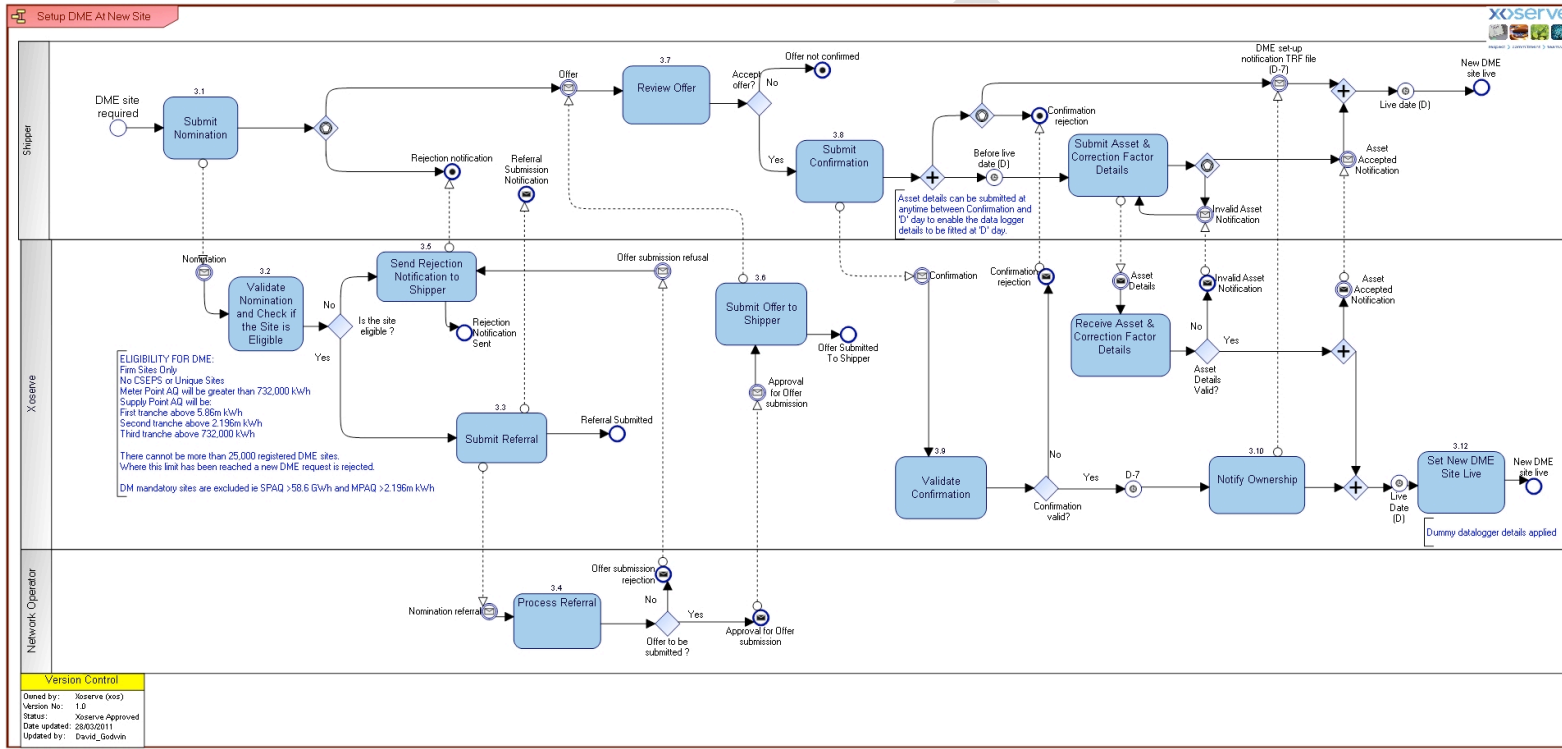 Setup DME At New Site
xoserve
Shipper
DME site
required
3.1
Submit
Nomination
Rejection notification
Referral
Submission
Notification
Offer
3.7
Review Offer
Accept
offer?
No
Offer not confirmed
Yes
3.8
Submit
Confirmation
Before live
date (D)
Confirmation
rejection
Asset details can be submitted at
anytime between Confirmation and
'D' day to enable the data logger
details to be fitted at 'D' day.
Submit Asset &
Correction Factor
Details
Invalid Asset
Notification
DME set-up
notification TRF file
(D-7)
Asset
Accepted
Notification
Live date (D)
New DME
site live
Xoserve
Nomination
3.2
Validate
Nomination
and Check if
the Site is
Eligible
No
Is the site
eligible ?
Yes
ELIGIBILITY FOR DME:
Firm Sites Only
No CSEPS or Unique Sites
Meter Point AQ will be greater than 732,000 kWh
Supply Point AQ will be:
First tranche above 5.86m kWh
Second tranche above 2.196m kWh
Third tranche above 732,000 kWh
There cannot be more than 25,000 registered DME sites.
Where this limit has been reached a new DME request is rejected.
DM mandatory sites are excluded ie SPAQ >58.6 GWh and MPAQ >2.196m kWh
3.5
Send Rejection
Notification to
Shipper
Rejection
Notification
Sent
3.3
Submit Referral
Referral Submitted
Offer submission refusal
3.6
Submit Offer to
Shipper
Offer Submitted
To Shipper
Approval
for Offer
submission
Confirmation
3.9
Validate
Confirmation
Confirmation
rejection
No
Yes
Confirmation
valid?
D-7
Asset
Details
Receive Asset &
Correction Factor
Details
Invalid Asset
Notification
No
Yes
Asset
Details
Valid?
Asset
Accepted
Notification
3.10
Notify Ownership
Live
Date
(D)
3.12
Set New DME
Site Live
New DME
site live
Dummy datalogger details applied
Network Operator
Nomination referral
3.4
Process Referral
Offer submission
rejection
No
Yes
Offer to be
submitted ?
Approval for Offer
submission
Version Control
Owned by: Xoserve (xos)
Version No: 1.0
Status: Xoserve Approved
Date updated: 28/03/2011
Updated by: David_Godwin